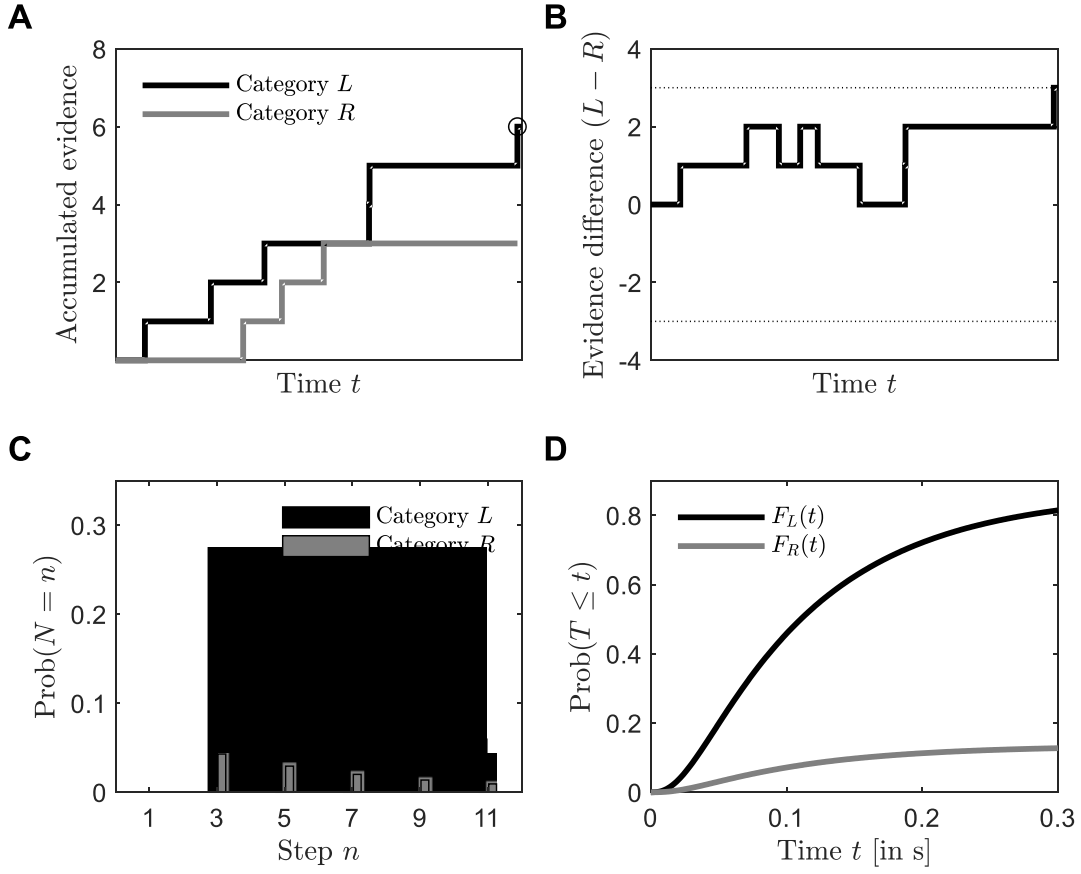 A
Accumulated evidence
8
6
4
2
Category L
Category R
Time t
B
Evidence difference (L − R)
4
2
0
-2
-4
Time t
C
Prob(N = n)
0.3
0.2
0.1
0
Category L
Category R
1 3 5 7 9 11
Step n
D
Prob(T ≤ t)
0.8
0.6
0.4
0.2
0
F_L(t)
F_R(t)
0 0.1 0.2 0.3
Time t [in s]